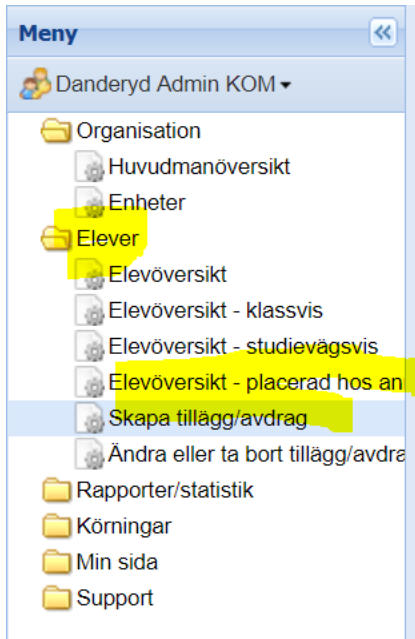 Meny
Danderyd Admin KOM
Organisation
Huvudmanöversikt
Enheter
Elever
Elevöversikt
Elevöversikt - klassvis
Elevöversikt - studievägsvis
Elevöversikt - placerad hos an
Skapa tillägg/avdrag
Ändra eller ta bort tillägg/avdra
Rapporter/statistik
Körningar
Min sida
Support